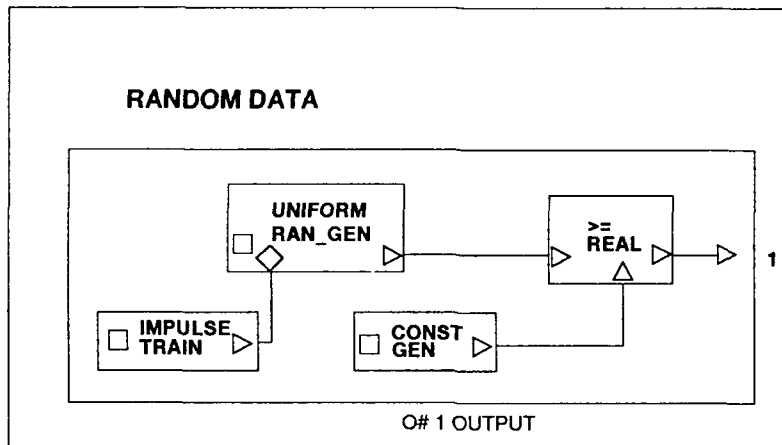 RANDOM DATA
UNIFORM
RAN_GEN
>=
REAL
1
IMPULSE
TRAIN
CONST
GEN
O# 1 OUTPUT